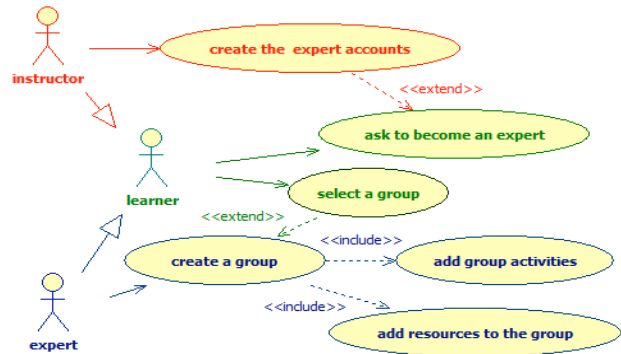 create the expert accounts
instructor
<<extend>>
ask to become an expert
learner
select a group
<<extend>>
<<include>>
create a group
add group activities
<<include>>
add resources to the group
expert